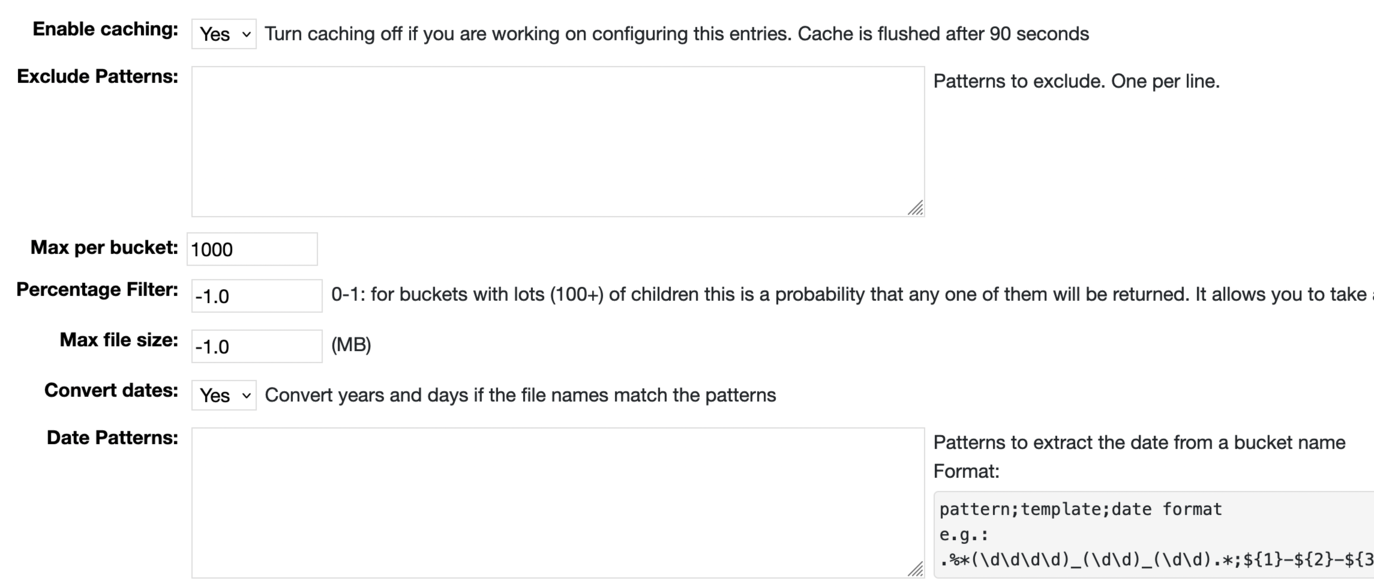 Enable caching: Yes Turn caching off if you are working on configuring this entries. Cache is flushed after 90 seconds
Exclude Patterns: Patterns to exclude. One per line.
Max per bucket: 1000
Percentage Filter: -1.0 0-1: for buckets with lots (100+) of children this is a probability that any one of them will be returned. It allows you to take
Max file size: -1.0 (MB)
Convert dates: Yes Convert years and days if the file names match the patterns
Date Patterns: Patterns to extract the date from a bucket name
Format:
pattern;template;date format
e.g.:
.%*(\d\d\d\d)_(\d\d)_(\d\d).*;${1}-${2}-${3